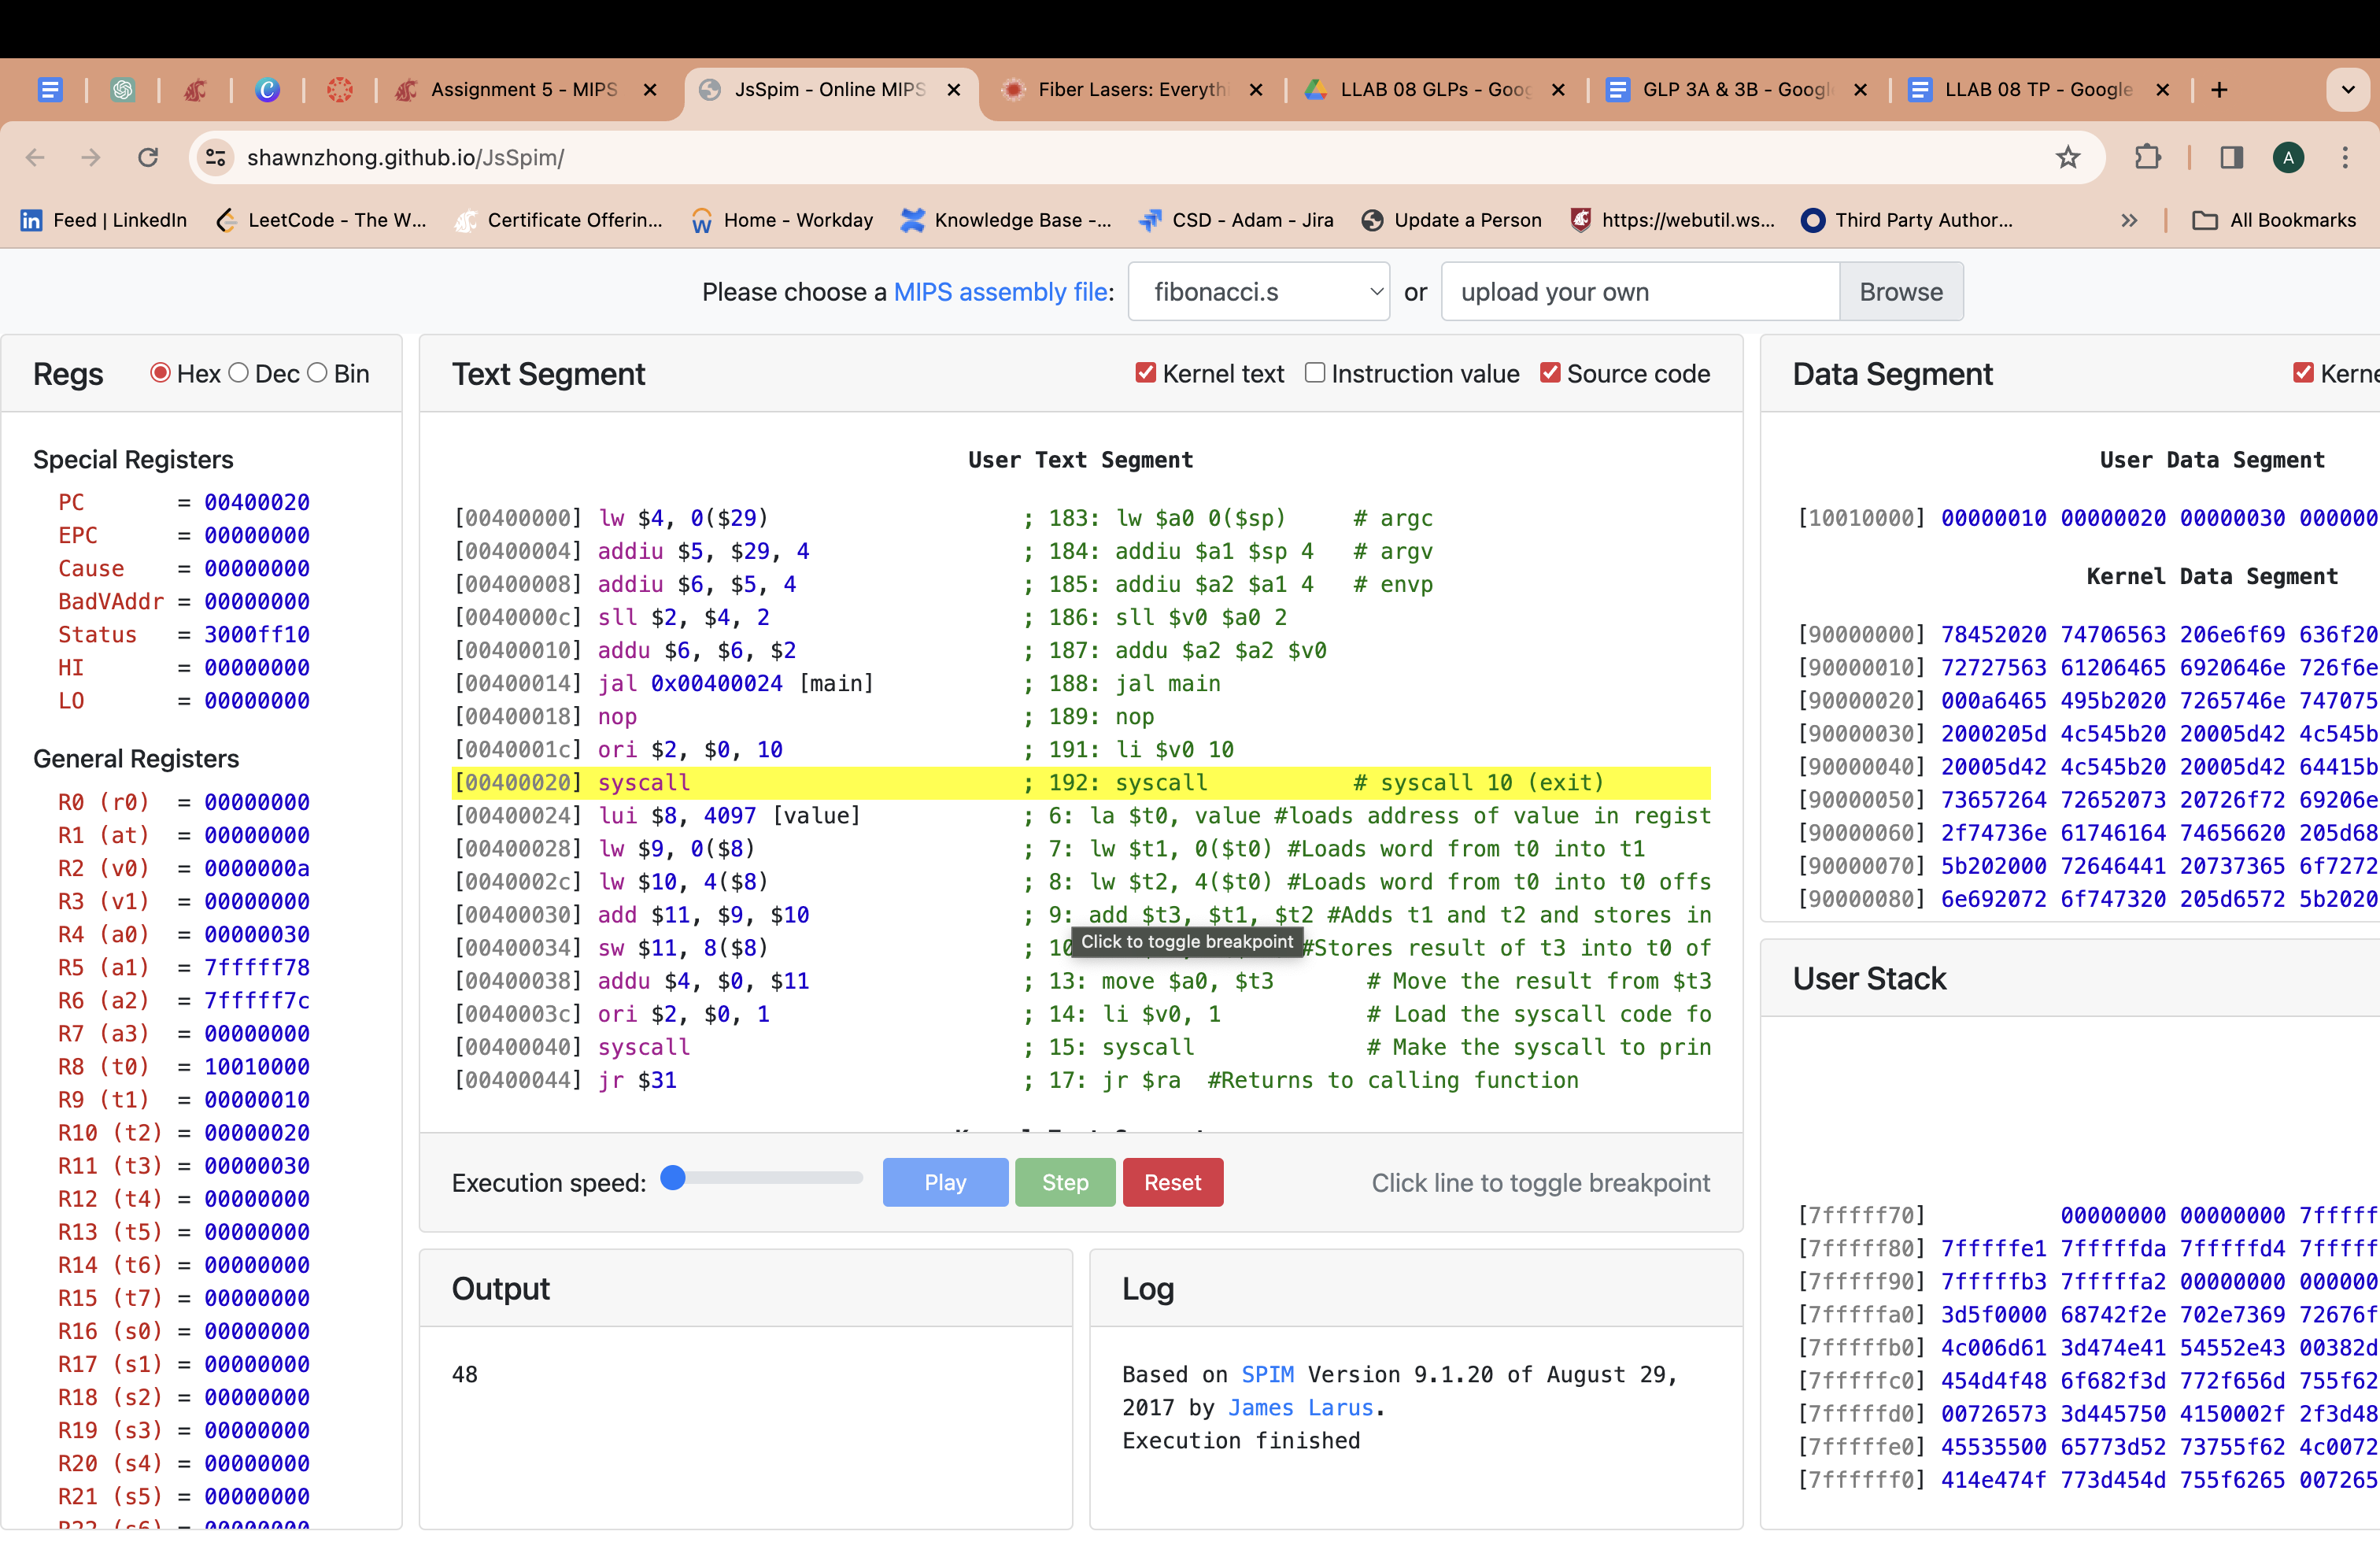 Assignment 5 - MIPS
JsSpim - Online MIPS
Fiber Lasers: Everythi
LLAB 08 GLPs - Goog
GLP 3A & 3B - Google
LLAB 08 TP - Google
shawnzhong.github.io/JsSpim/
A
Feed | LinkedIn
LeetCode - The W...
Certificate Offerin...
Home - Workday
Knowledge Base -...
CSD - Adam - Jira
Update a Person
https://webutil.ws...
Third Party Author...
All Bookmarks
Please choose a MIPS assembly file: fibonacci.s or upload your own Browse
Regs Hex Dec Bin
Special Registers
PC = 00400020
EPC = 00000000
Cause = 00000000
BadVAddr = 00000000
Status = 3000ff10
HI = 00000000
LO = 00000000
General Registers
R0 (r0) = 00000000
R1 (at) = 00000000
R2 (v0) = 0000000a
R3 (v1) = 00000000
R4 (a0) = 00000030
R5 (a1) = 7fffff78
R6 (a2) = 7fffff7c
R7 (a3) = 00000000
R8 (t0) = 10010000
R9 (t1) = 00000010
R10 (t2) = 00000020
R11 (t3) = 00000030
R12 (t4) = 00000000
R13 (t5) = 00000000
R14 (t6) = 00000000
R15 (t7) = 00000000
R16 (s0) = 00000000
R17 (s1) = 00000000
R18 (s2) = 00000000
R19 (s3) = 00000000
R20 (s4) = 00000000
R21 (s5) = 00000000
Text Segment Kernel text Instruction value Source code
User Text Segment
[00400000] lw $4, 0($29) ; 183: lw $a0 0($sp) # argc
[00400004] addiu $5, $29, 4 ; 184: addiu $a1 $sp 4 # argv
[00400008] addiu $6, $5, 4 ; 185: addiu $a2 $a1 4 # envp
[0040000c] sll $2, $4, 2 ; 186: sll $v0 $a0 2
[00400010] addu $6, $6, $2 ; 187: addu $a2 $a2 $v0
[00400014] jal 0x00400024 [main] ; 188: jal main
[00400018] nop ; 189: nop
[0040001c] ori $2, $0, 10 ; 191: li $v0 10
[00400020] syscall ; 192: syscall # syscall 10 (exit)
[00400024] lui $8, 4097 [value] ; 6: la $t0, value #loads address of value in regist
[00400028] lw $9, 0($8) ; 7: lw $t1, 0($t0) #Loads word from t0 into t1
[0040002c] lw $10, 4($8) ; 8: lw $t2, 4($t0) #Loads word from t0 into t0 offs
[00400030] add $11, $9, $10 ; 9: add $t3, $t1, $t2 #Adds t1 and t2 and stores in
[00400034] sw $11, 8($8) ; 10 #Stores result of t3 into t0 of
Click to toggle breakpoint
[00400038] addu $4, $0, $11 ; 13: move $a0, $t3 # Move the result from $t3
[0040003c] ori $2, $0, 1 ; 14: li $v0, 1 # Load the syscall code fo
[00400040] syscall ; 15: syscall # Make the syscall to prin
[00400044] jr $31 ; 17: jr $ra #Returns to calling function
Execution speed: Play Step Reset Click line to toggle breakpoint
Output
48
Log
Based on SPIM Version 9.1.20 of August 29,
2017 by James Larus.
Execution finished
Data Segment Kerne
User Data Segment
[10010000] 00000010 00000020 00000030 000000
Kernel Data Segment
[90000000] 78452020 74706563 206e6f69 636f20
[90000010] 72727563 61206465 6920646e 726f6e
[90000020] 000a6465 495b2020 7265746e 747075
[90000030] 2000205d 4c545b20 20005d42 4c545b
[90000040] 20005d42 4c545b20 20005d42 64415b
[90000050] 73657264 72652073 20726f72 69206e
[90000060] 2f74736e 61746164 74656620 205d68
[90000070] 5b202000 72646441 20737365 6f7272
[90000080] 6e692072 6f747320 205d6572 5b2020
User Stack
[7fffff70] 00000000 00000000 7fffff
[7fffff80] 7fffffe1 7fffffda 7fffffd4 7fffff
[7fffff90] 7fffffb3 7fffffa2 00000000 000000
[7fffffa0] 3d5f0000 68742f2e 702e7369 72676f
[7fffffb0] 4c006d61 3d474e41 54552e43 00382d
[7fffffc0] 454d4f48 6f682f3d 772f656d 755f62
[7fffffd0] 00726573 3d445750 4150002f 2f3d48
[7fffffe0] 45535500 65773d52 73755f62 4c0072
[7ffffff0] 414e474f 773d454d 755f6265 007265